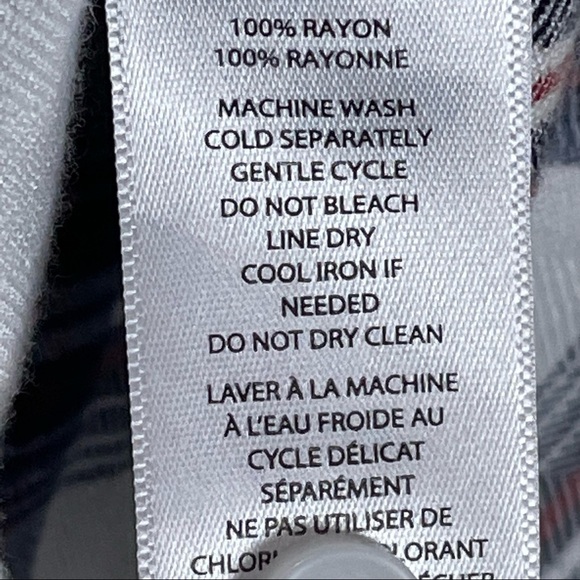 100% RAYON
100% RAYONNE
MACHINE WASH
COLD SEPARATELY
GENTLE CYCLE
DO NOT BLEACH
LINE DRY
COOL IRON IF
NEEDED
DO NOT DRY CLEAN
LAVER À LA MACHINE
À L'EAU FROIDE AU
CYCLE DÉLICAT
SÉPARÉMENT
NE PAS UTILISER DE